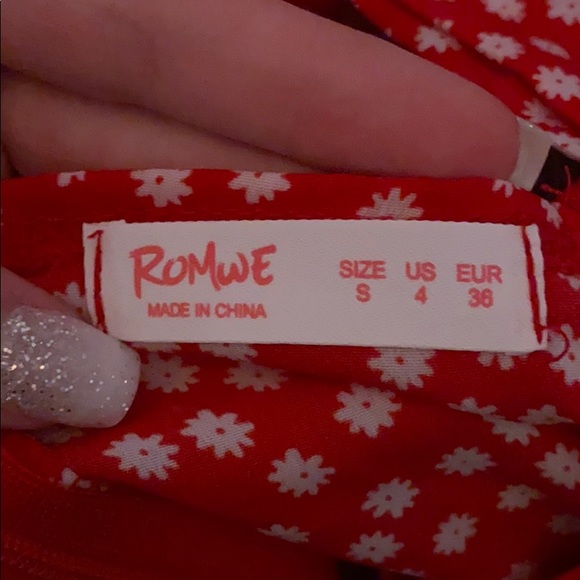 ROMWE
MADE IN CHINA
SIZE US EUR
S 4 36